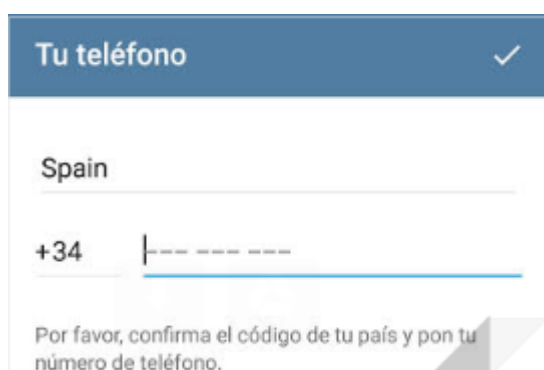 Tu teléfono
Spain
+34 --- --- ---
Por favor, confirma el código de tu país y pon tu
número de teléfono.